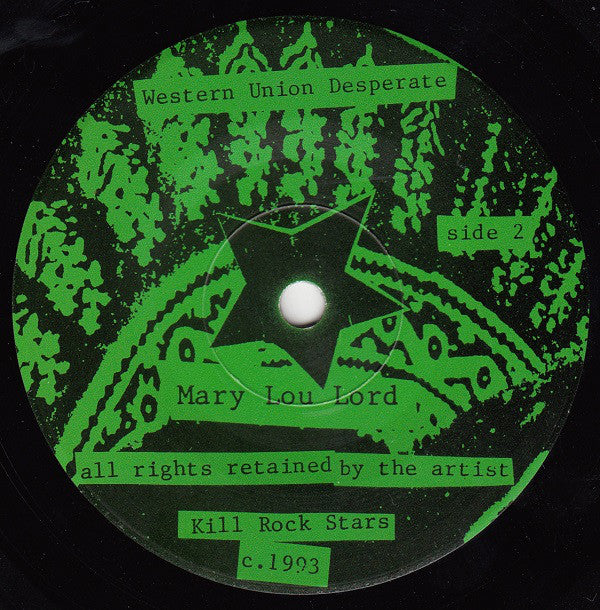 Western Union Desperate
side 2
Mary Lou Lord
all rights retained by the artist
Kill Rock Stars
c.1993